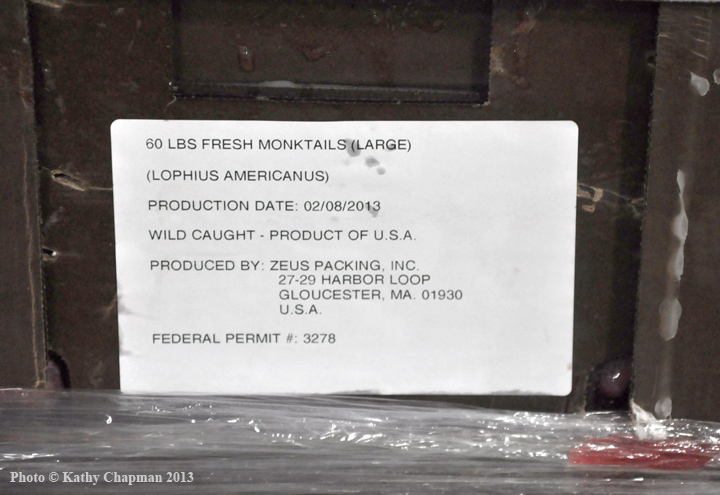 60 LBS FRESH MONKTAILS (LARGE)
(LOPHIUS AMERICANUS)
PRODUCTION DATE: 02/08/2013
WILD CAUGHT - PRODUCT OF U.S.A.
PRODUCED BY: ZEUS PACKING, INC.
27-29 HARBOR LOOP
GLOUCESTER, MA. 01930
U.S.A.
FEDERAL PERMIT #: 3278
Photo © Kathy Chapman 2013